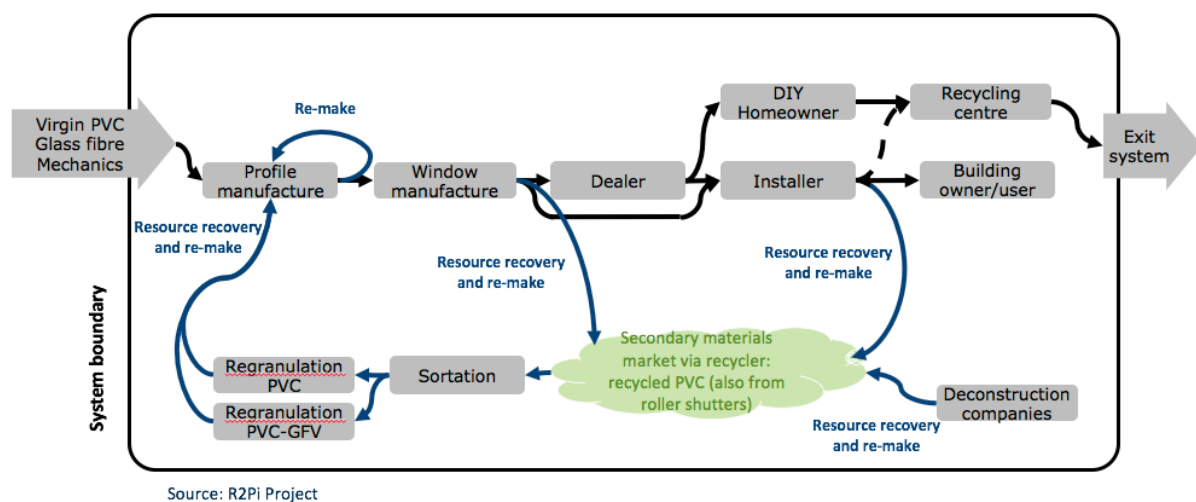 Virgin PVC
Glass fibre
Mechanics
Re-make
Profile
manufacture
Window
manufacture
Dealer
DIY
Homeowner
Installer
Recycling
centre
Building
owner/user
Exit
system
Resource recovery
and re-make
Resource recovery
and re-make
Resource recovery
and re-make
System boundary
Regranulation
PVC
Regranulation
PVC-GFV
Sortation
Secondary materials
market via recycler:
recycled PVC (also from
roller shutters)
Deconstruction
companies
Resource recovery
and re-make
Source: R2Pi Project